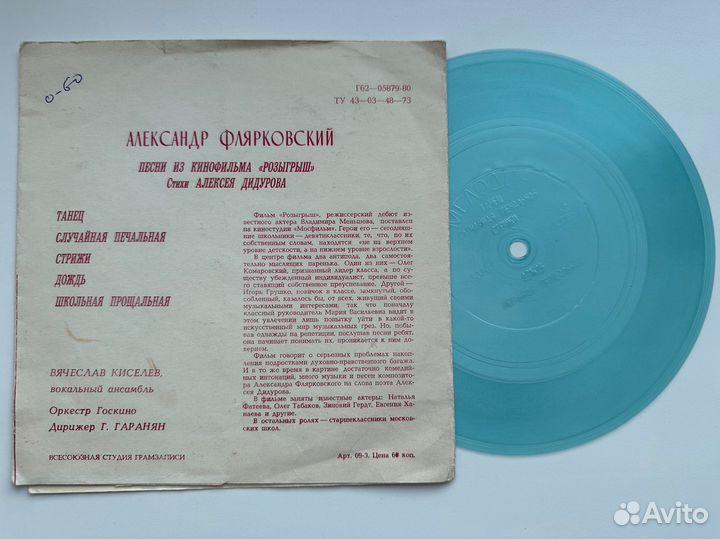 о-60
Г62—05879-80
ТУ 43—03—48—73
АЛЕКСАНДР ФЛЯРКОВСКИЙ
ПЕСНИ ИЗ КИНОФИЛЬМА «РОЗЫГРЫШ»
Стихи АЛЕКСЕЯ ДИДУРОВА
ТАНЕЦ
СЛУЧАЙНАЯ ПЕЧАЛЬНАЯ
СТРИЖИ
ДОЖДЬ
ШКОЛЬНАЯ ПРОЩАЛЬНАЯ
ВЯЧЕСЛАВ КИСЕЛЕВ,
вокальный ансамбль
Оркестр Госкино
Дирижер Г. ГАРАНЯН
Фильм «Розыгрыш», режиссерский дебют из-
вестного актера Владимира Меньшова, поставлен
на киностудии «Мосфильм». Герои его — сегодняш-
ние школьники — девятиклассники, те, что, по их
собственным словам, находятся «не на верхнем
уровне детскости, а на нижнем уровне взрослости».
В центре фильма два антипода, два самостоя-
тельно мыслящих паренька. Один из них — Олег
Комаровский, признанный лидер класса, а по су-
ществу убежденный индивидуалист, превыше все-
го ставящий собственное преуспевание. Другой —
Игорь Грушко, новичок в классе, замкнутый, обо-
собленный, казалось бы, от всех, живущий своими
музыкальными интересами, так что поначалу
классный руководитель Мария Васильевна видит в
этом увлечении лишь попытку уйти в какой-то
искусственный мир музыкальных грез. Но, побы-
вав однажды на репетиции, послушав песни ребят,
она начинает понимать их, проникается к ним до-
верием.
Фильм говорит о серьезных проблемах накоп-
ления подростками духовно-нравственного багажа.
И в то же время в картине достаточно комедий-
ных интонаций, много музыки и песен композито-
ра Александра Флярковского на слова поэта Алек-
сея Дидурова.
В фильме заняты известные актеры: Наталья
Фатеева, Олег Табаков, Зиновий Гердт, Евгения Ха-
наева и другие.
В остальных ролях — старшеклассники москов-
ских школ.
ВСЕСОЮЗНАЯ СТУДИЯ ГРАМЗАПИСИ
Арт. 09-3. Цена 60 коп.
Avito